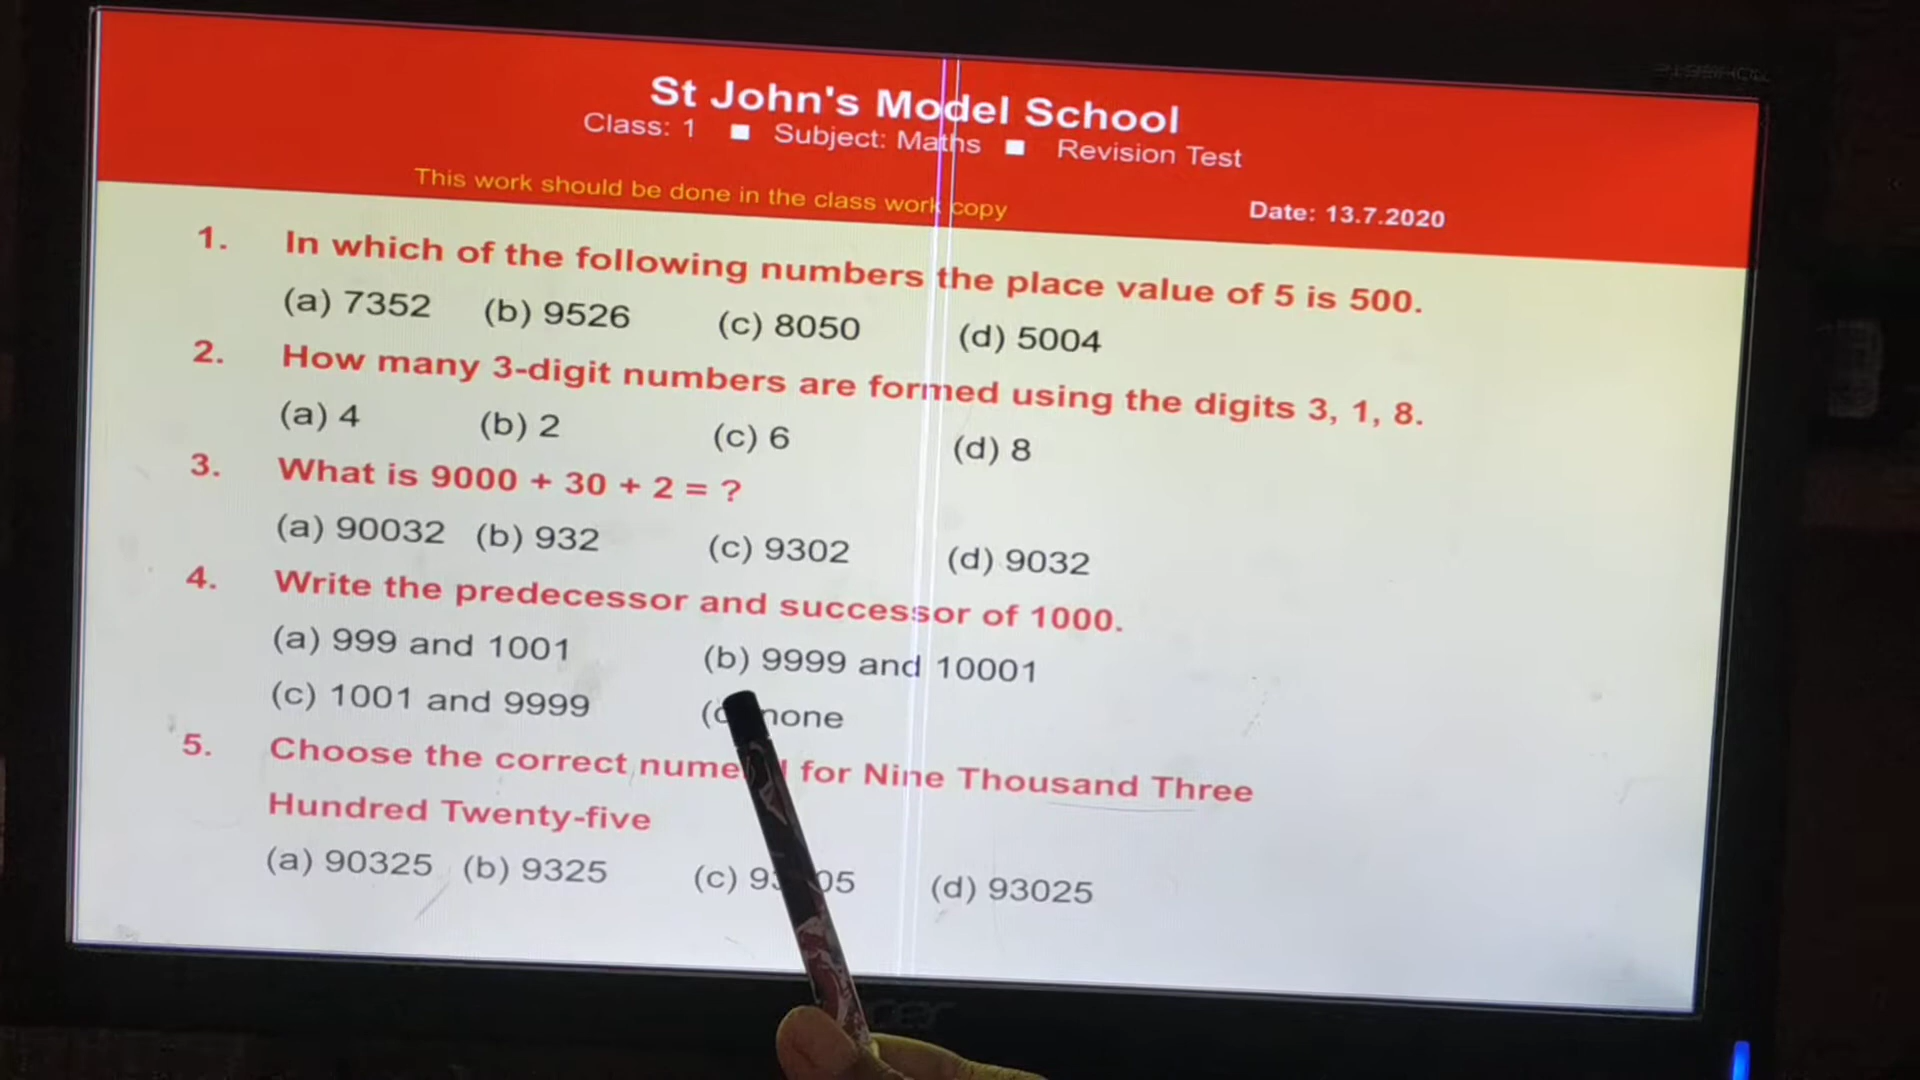 St John's Model School
Class: 1 ■ Subject: Maths ■ Revision Test
This work should be done in the class work copy
Date: 13.7.2020
1. In which of the following numbers the place value of 5 is 500.
(a) 7352 (b) 9526 (c) 8050 (d) 5004
2. How many 3-digit numbers are formed using the digits 3, 1, 8.
(a) 4 (b) 2 (c) 6 (d) 8
3. What is 9000 + 30 + 2 = ?
(a) 90032 (b) 932 (c) 9302 (d) 9032
4. Write the predecessor and successor of 1000.
(a) 999 and 1001 (b) 9999 and 10001
(c) 1001 and 9999 none
5. Choose the correct for Nine Thousand Three
Hundred Twenty-five
(a) 90325 (b) 9325 (c) (d) 93025
acer